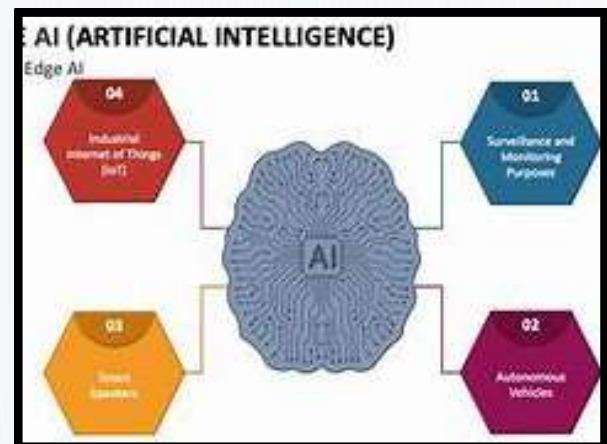 E AI (ARTIFICIAL INTELLIGENCE)
Edge AI
04
Industrial
Internet of Things
(IoT)
01
Surveillance and
Monitoring
Purposes
AI
03
Smart
Speakers
02
Autonomous
Vehicles